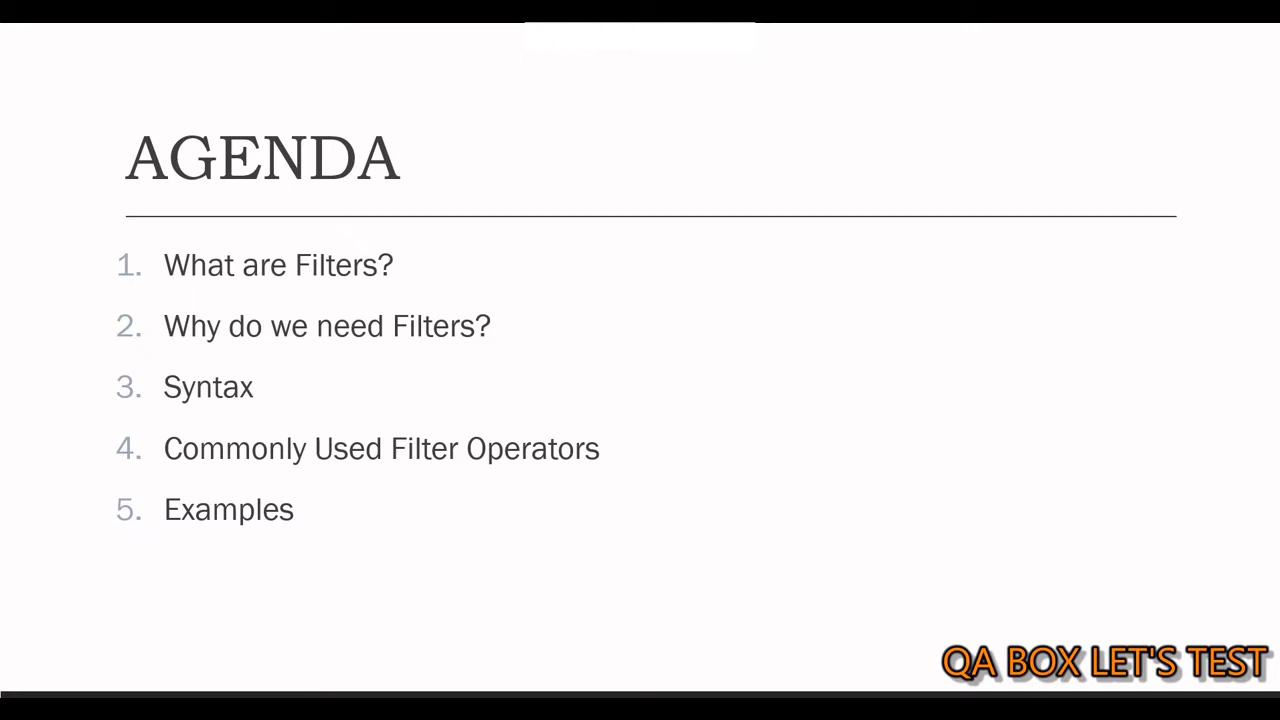 AGENDA
1. What are Filters?
2. Why do we need Filters?
3. Syntax
4. Commonly Used Filter Operators
5. Examples
QA BOX LET'S TEST